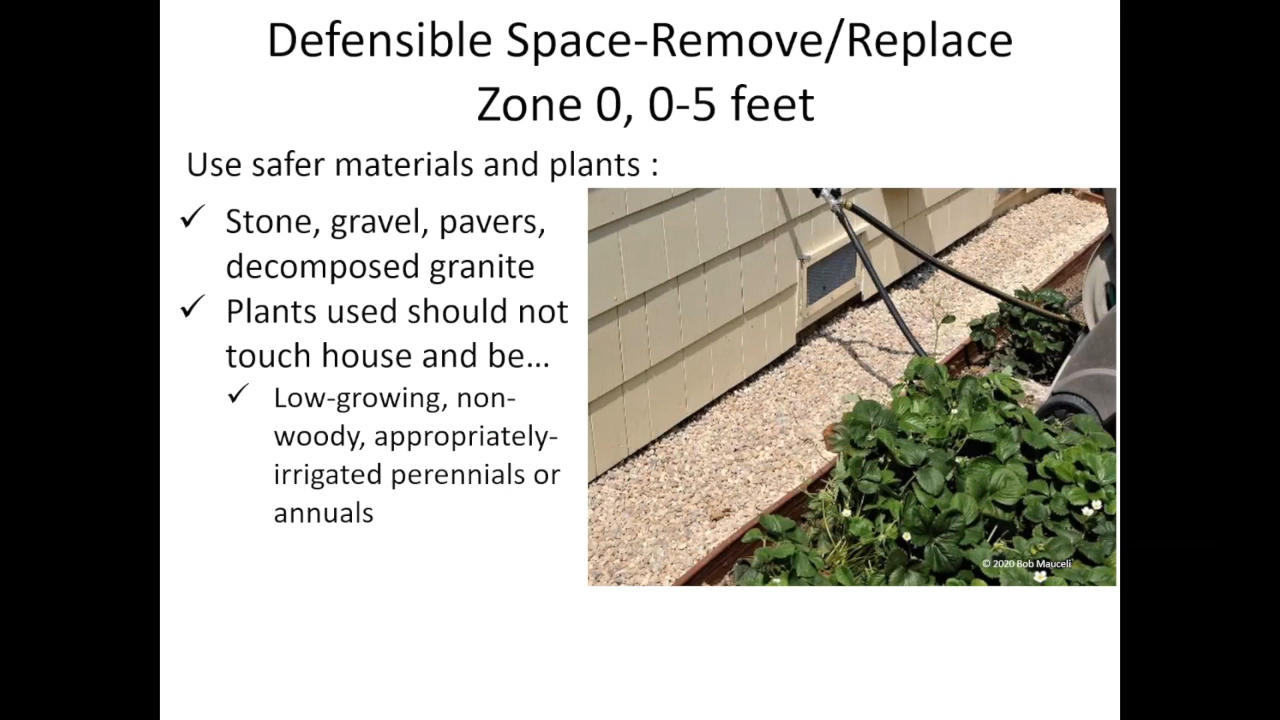 Defensible Space-Remove/Replace
Zone 0, 0-5 feet
Use safer materials and plants :
✓ Stone, gravel, pavers,
decomposed granite
✓ Plants used should not
touch house and be…
✓ Low-growing, non-
woody, appropriately-
irrigated perennials or
annuals
© 2020 Bob Mauceli